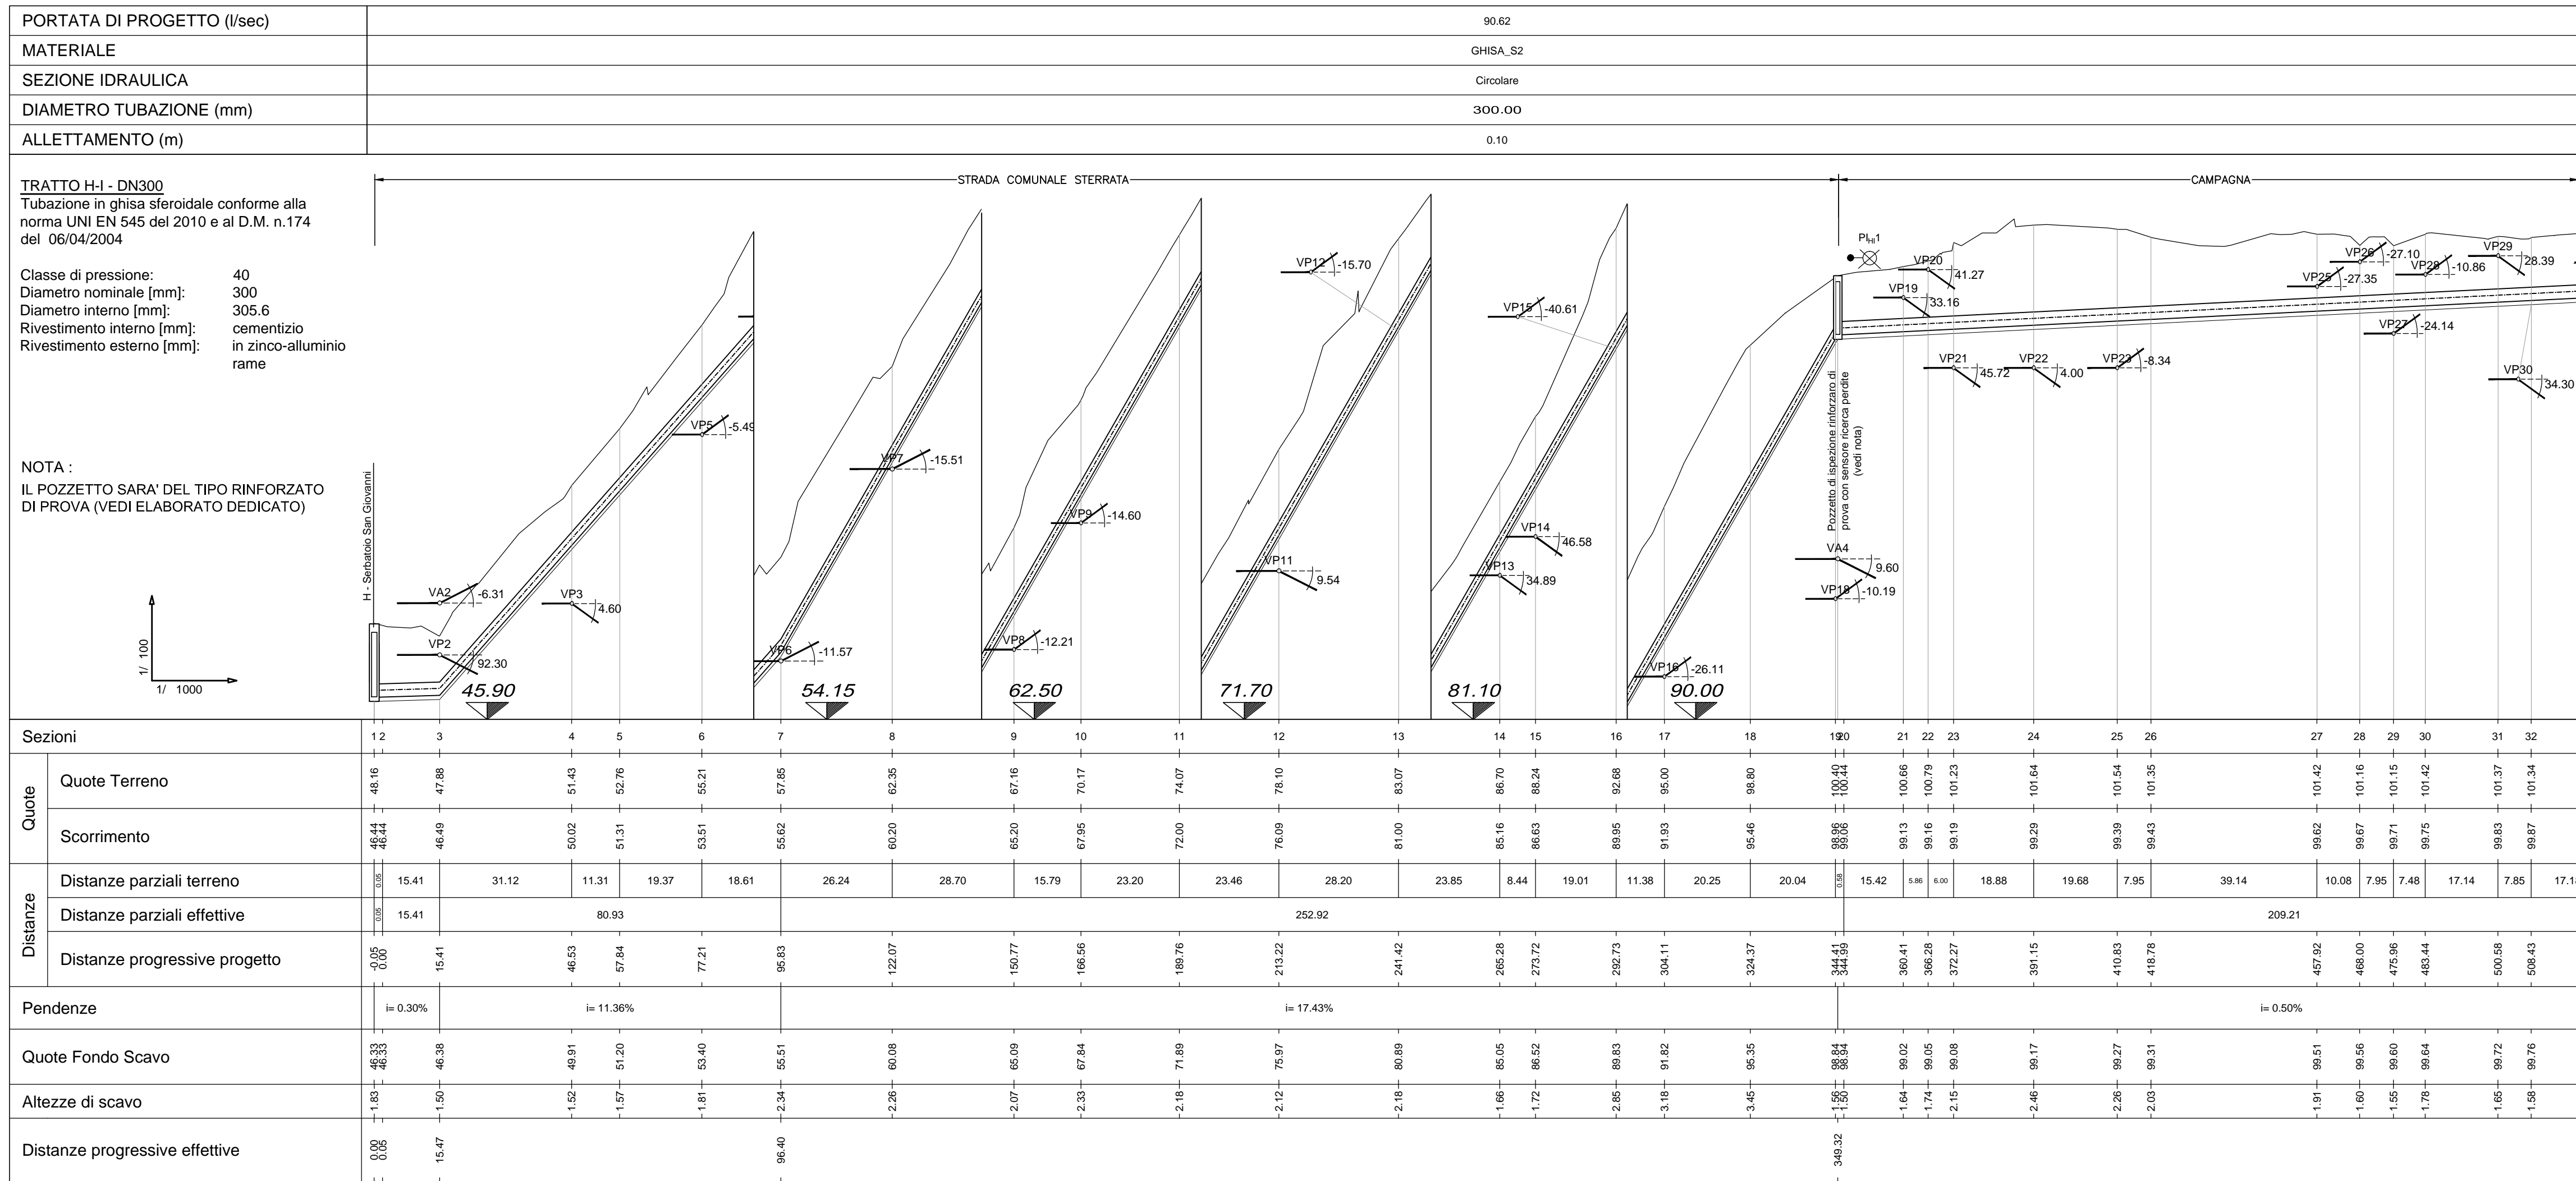 PORTATA DI PROGETTO (l/sec) 90.62
MATERIALE GHISA_S2
SEZIONE IDRAULICA Circolare
DIAMETRO TUBAZIONE (mm) 300.00
ALLETTAMENTO (m) 0.10
TRATTO H-I - DN300
Tubazione in ghisa sferoidale conforme alla
norma UNI EN 545 del 2010 e al D.M. n.174
del 06/04/2004
Classe di pressione: 40
Diametro nominale [mm]: 300
Diametro interno [mm]: 305.6
Rivestimento interno [mm]: cementizio
Rivestimento esterno [mm]: in zinco-alluminio
rame
NOTA :
IL POZZETTO SARA' DEL TIPO RINFORZATO
DI PROVA (VEDI ELABORATO DEDICATO)
1/ 100
1/ 1000
STRADA COMUNALE STERRATA
CAMPAGNA
H - Serbatoio San Giovanni
VA2 -6.31
VP2 92.30
VP3 4.60
VP5 -5.49
VP6 -11.57
VP7 -15.51
VP8 -12.21
VP9 -14.60
VP11 9.54
VP12 -15.70
VP13 34.89
VP14 46.58
VP15 -40.61
VP16 -26.11
Pozzetto di ispezione rinforzato di
prova con sensore ricerca perdite
(vedi nota)
VA4 9.60
VP18 -10.19
PIHI1
VP19 33.16
VP20 41.27
VP21 45.72
VP22 4.00
VP23 -8.34
VP25 -27.35
VP26 -27.10
VP27 -24.14
VP28 -10.86
VP29 28.39
VP30 34.30
45.90 54.15 62.50 71.70 81.10 90.00
Sezioni 1 2 3 4 5 6 7 8 9 10 11 12 13 14 15 16 17 18 19 20 21 22 23 24 25 26 27 28 29 30 31 32
Quote
Quote Terreno 48.16 47.88 51.43 52.76 55.21 57.85 62.35 67.16 70.17 74.07 78.10 83.07 86.70 88.24 92.68 95.00 98.80 100.40 100.44 100.66 100.79 101.23 101.64 101.54 101.35 101.42 101.16 101.15 101.42 101.37 101.34
Scorrimento 46.44 46.44 46.49 50.02 51.31 53.51 55.62 60.20 65.20 67.95 72.00 76.09 81.00 85.16 86.63 89.95 91.93 95.46 98.96 99.06 99.13 99.16 99.19 99.29 99.39 99.43 99.62 99.67 99.71 99.75 99.83 99.87
Distanze
Distanze parziali terreno 0.05 15.41 31.12 11.31 19.37 18.61 26.24 28.70 15.79 23.20 23.46 28.20 23.85 8.44 19.01 11.38 20.25 20.04 0.58 15.42 5.86 6.00 18.88 19.68 7.95 39.14 10.08 7.95 7.48 17.14 7.85
Distanze parziali effettive 0.05 15.41 80.93 252.92 209.21
Distanze progressive progetto -0.05 0.00 15.41 46.53 57.84 77.21 95.83 122.07 150.77 166.56 189.76 213.22 241.42 265.28 273.72 292.73 304.11 324.37 344.41 344.99 360.41 366.28 372.27 391.15 410.83 418.78 457.92 468.00 475.96 483.44 500.58 508.43
Pendenze i= 0.30% i= 11.36% i= 17.43% i= 0.50%
Quote Fondo Scavo 46.33 46.33 46.38 49.91 51.20 53.40 55.51 60.08 65.09 67.84 71.89 75.97 80.89 85.05 86.52 89.83 91.82 95.35 98.84 98.94 99.02 99.05 99.08 99.17 99.27 99.31 99.51 99.56 99.60 99.64 99.72 99.76
Altezze di scavo 1.83 1.50 1.52 1.57 1.81 2.34 2.26 2.07 2.33 2.18 2.12 2.18 1.66 1.72 2.85 3.18 3.45 1.56 1.50 1.64 1.74 2.15 2.46 2.26 2.03 1.91 1.60 1.55 1.78 1.65 1.58
Distanze progressive effettive 0.00 0.05 15.47 96.40 349.32